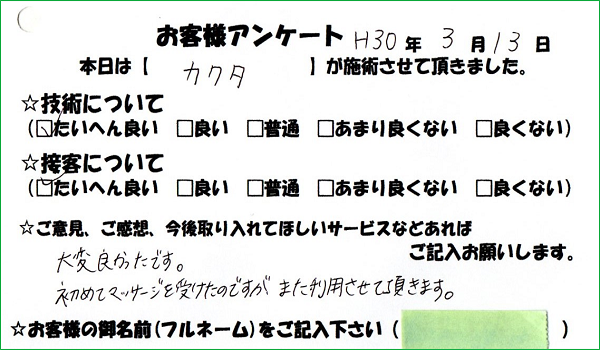 お客様アンケート H30年 3月13日
本日は【 カクタ 】が施術させて頂きました。
☆技術について
(☑たいへん良い □良い □普通 □あまり良くない □良くない)
☆接客について
(☑たいへん良い □良い □普通 □あまり良くない □良くない)
☆ご意見、ご感想、今後取り入れてほしいサービスなどあれば
ご記入お願いします。
大変良かったです。
初めてマッサージを受けたのですが また利用させて頂きます。
☆お客様の御名前(フルネーム)をご記入下さい( )